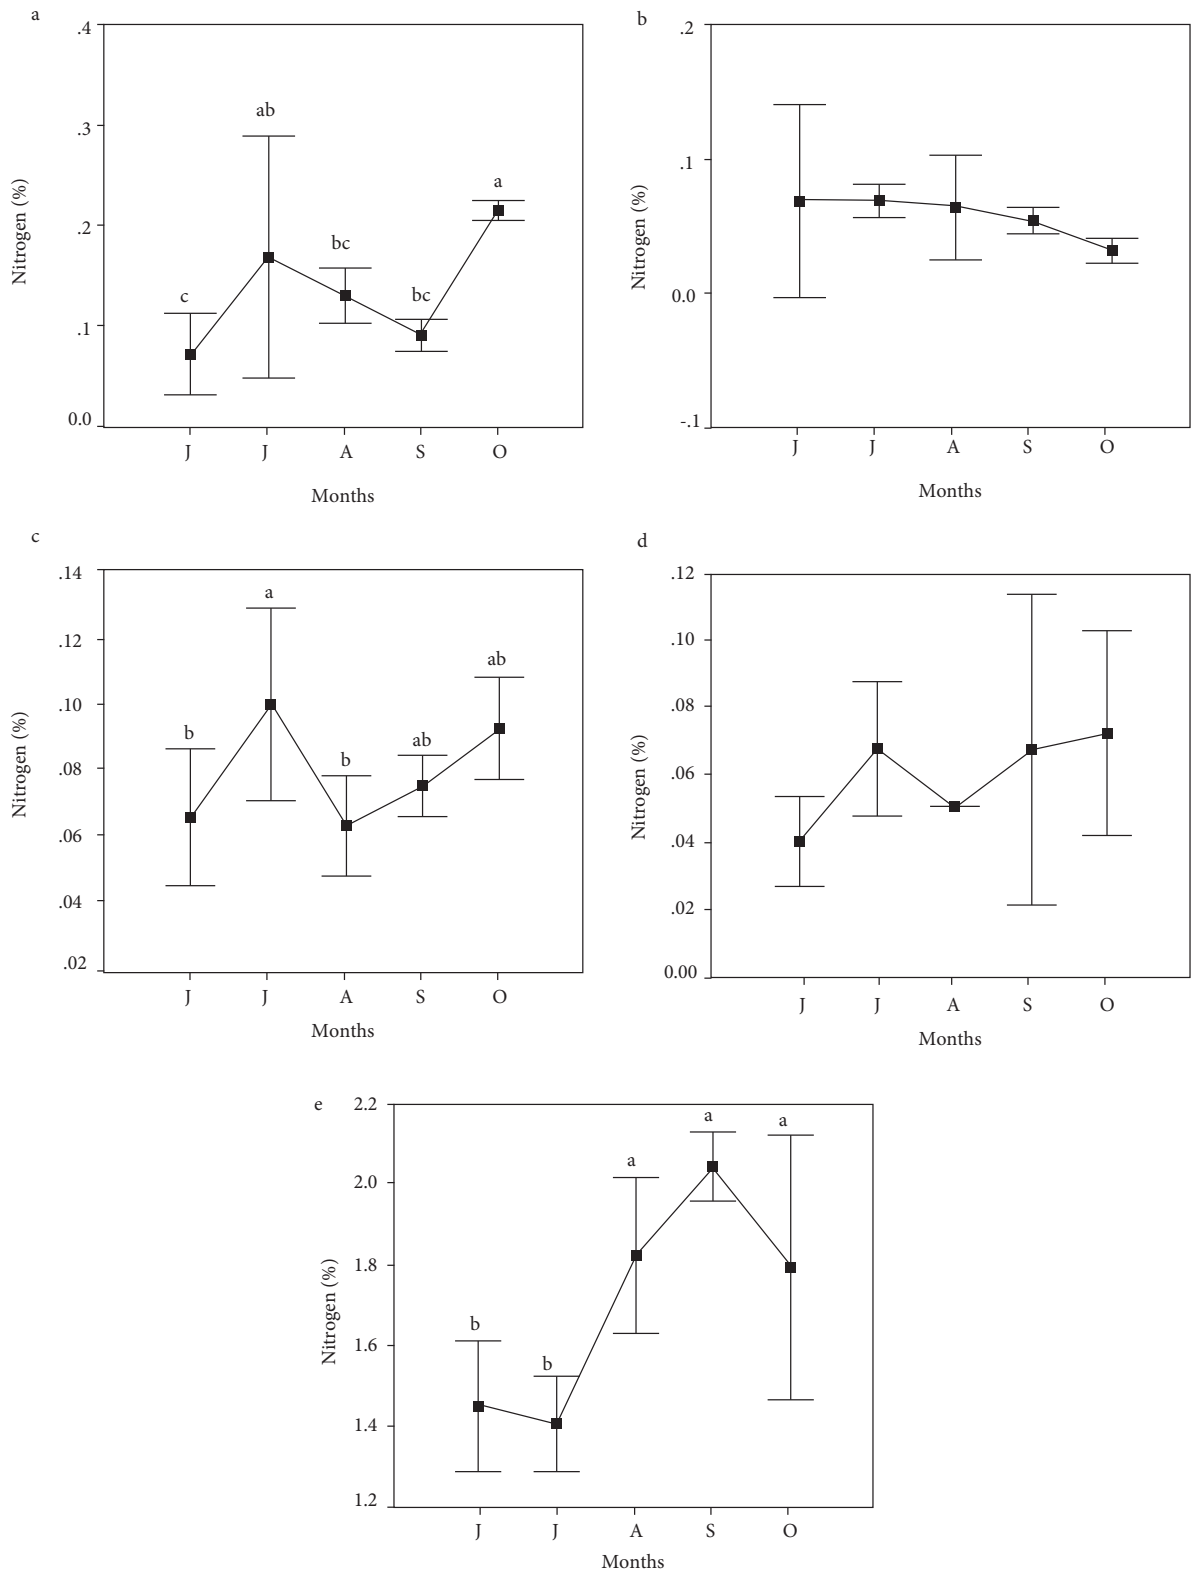 a
.4
.3
.2
.1
0.0
Nitrogen (%)
c
ab
bc
bc
a
J J A S O
Months
b
.2
.1
0.0
-.1
Nitrogen (%)
J J A S O
Months
c
.14
.12
.10
.08
.06
.04
.02
Nitrogen (%)
b
a
b
ab
ab
J J A S O
Months
d
.12
.10
.08
.06
.04
.02
0.00
Nitrogen (%)
J J A S O
Months
e
2.2
2.0
1.8
1.6
1.4
1.2
Nitrogen (%)
b
b
a
a
a
J J A S O
Months